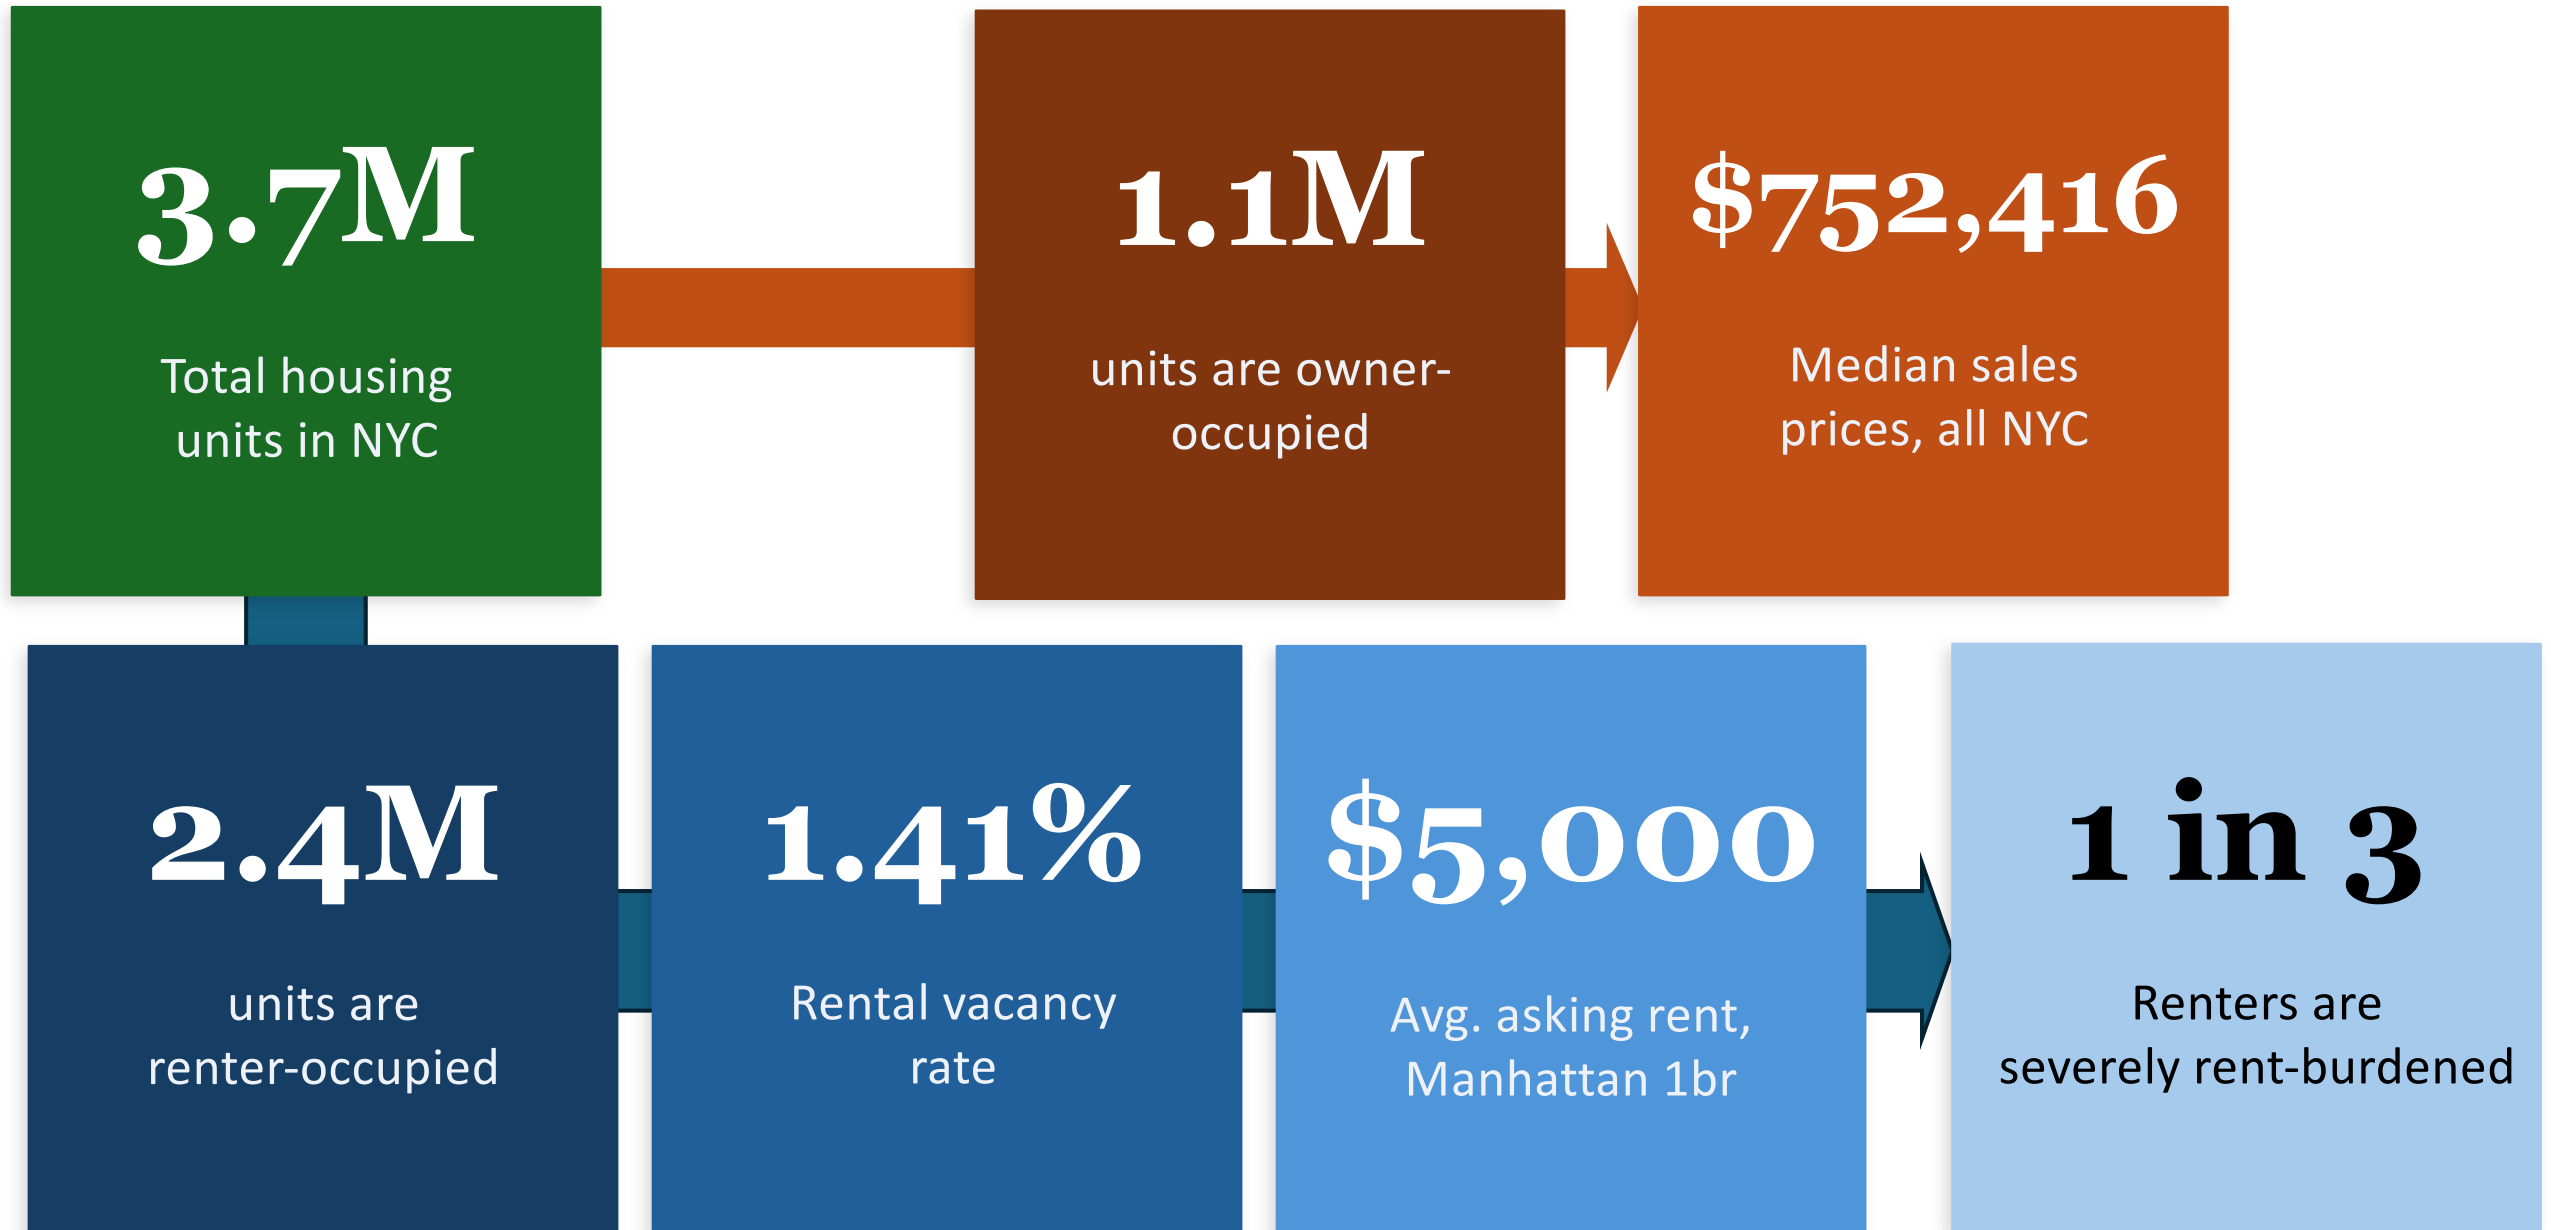 3.7M
Total housing
units in NYC
1.1M
units are owner-
occupied
$752,416
Median sales
prices, all NYC
2.4M
units are
renter-occupied
1.41%
Rental vacancy
rate
$5,000
Avg. asking rent,
Manhattan 1br
1 in 3
Renters are
severely rent-burdened